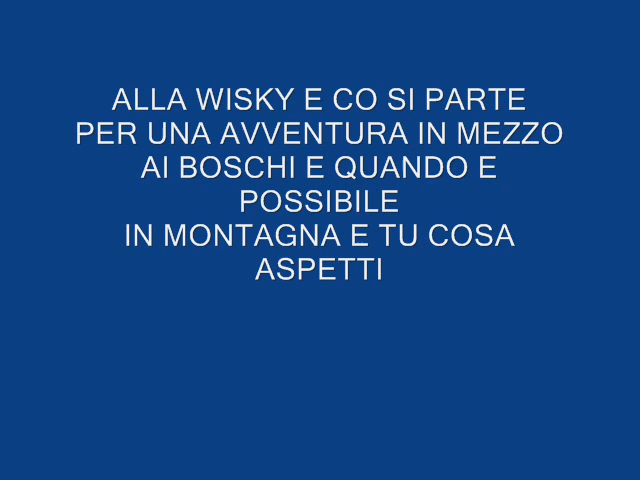 ALLA WISKY E CO SI PARTE
PER UNA AVVENTURA IN MEZZO
AI BOSCHI E QUANDO E
POSSIBILE
IN MONTAGNA E TU COSA
ASPETTI